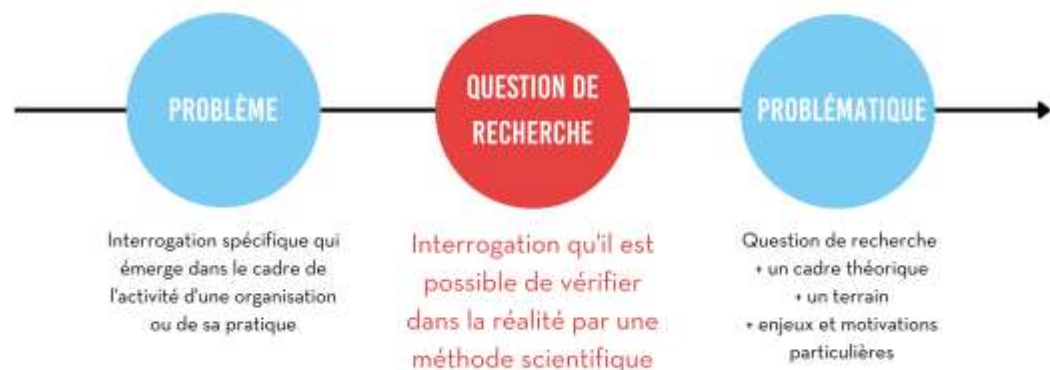 PROBLÈME
Interrogation spécifique qui
émerge dans le cadre de
l'activité d'une organisation
ou de sa pratique
QUESTION DE
RECHERCHE
Interrogation qu'il est
possible de vérifier
dans la réalité par une
méthode scientifique
PROBLÉMATIQUE
Question de recherche
+ un cadre théorique
+ un terrain
+ enjeux et motivations
particulières